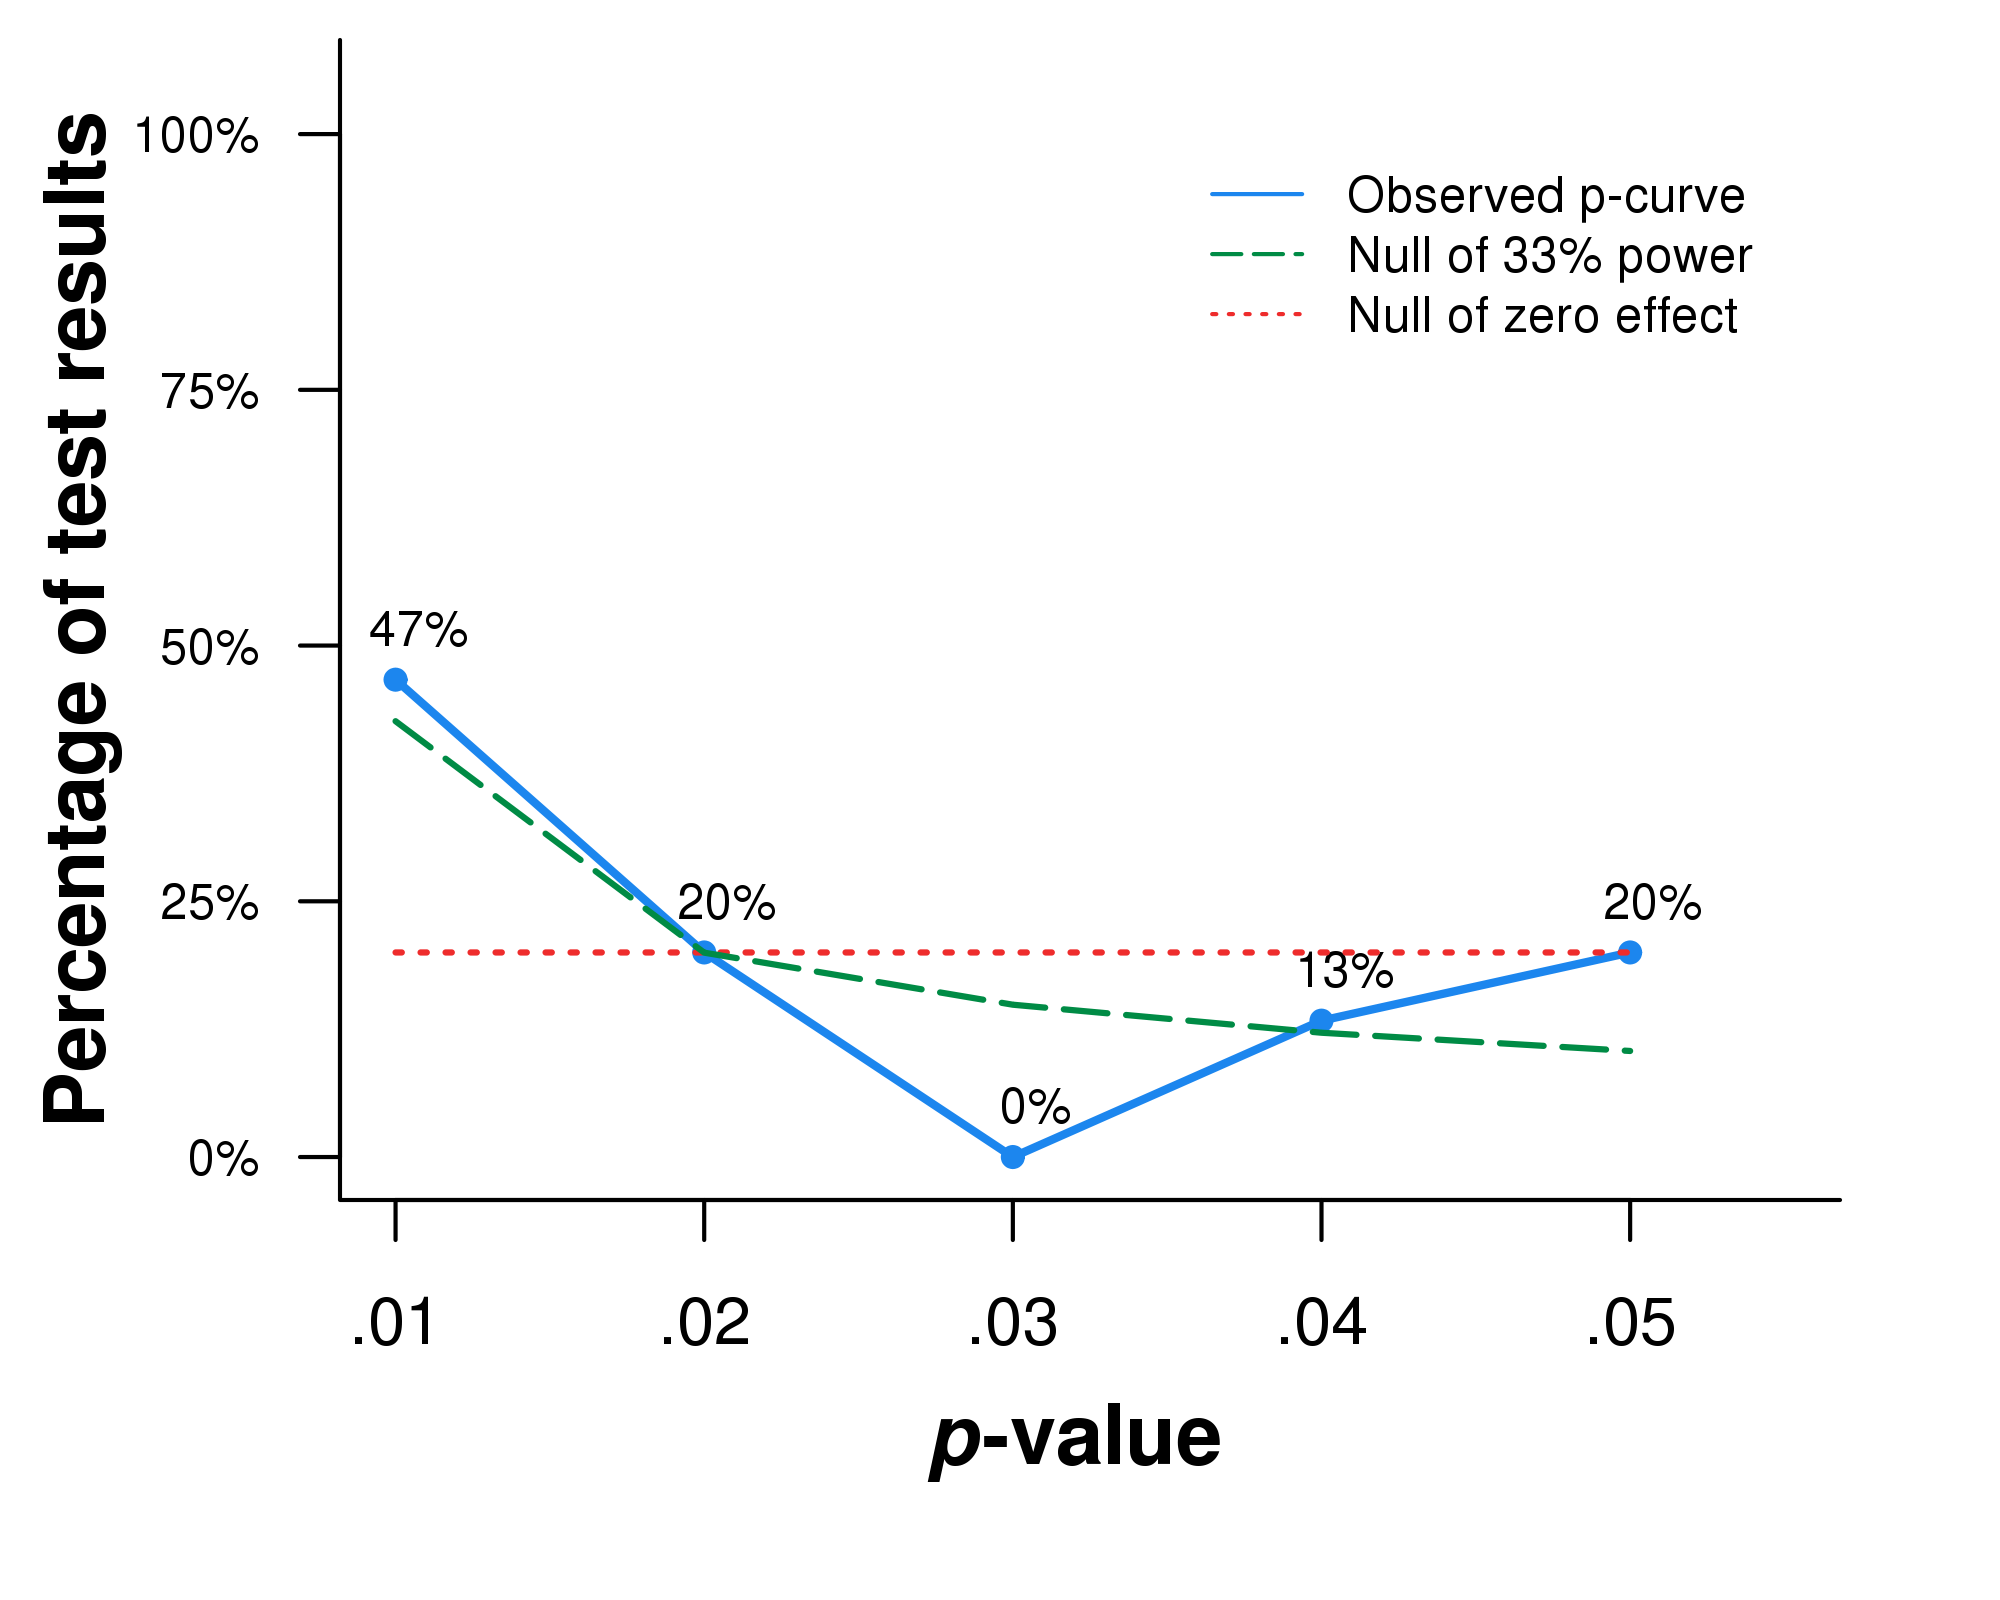 Percentage of test results
100%
75%
50%
25%
0%
Observed p-curve
Null of 33% power
Null of zero effect
47%
20%
0%
13%
20%
.01 .02 .03 .04 .05
p-value